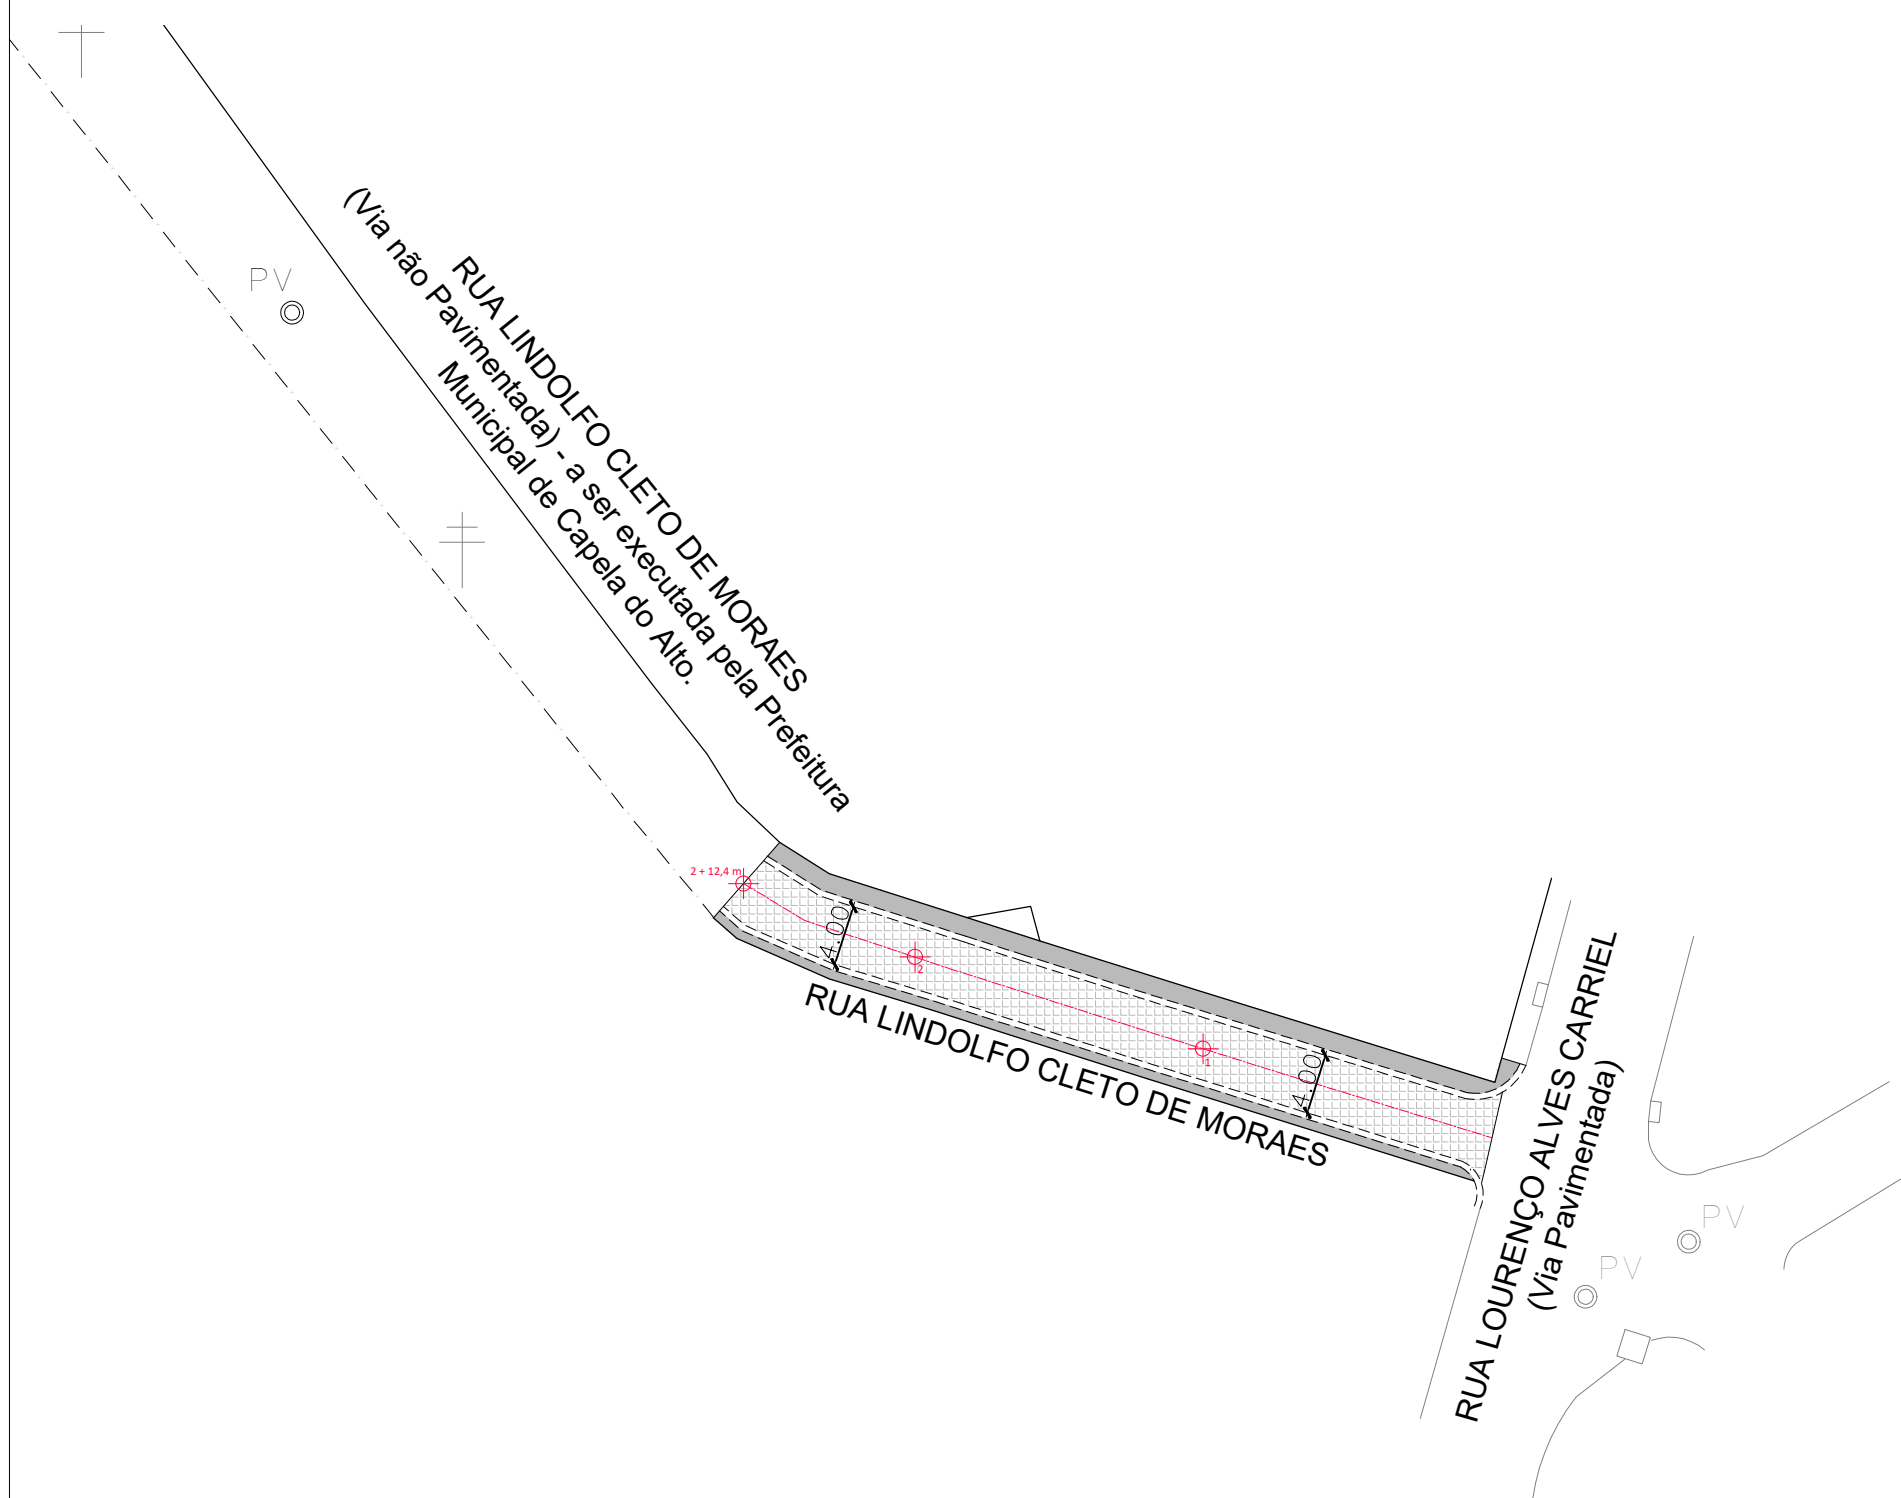 PV
RUA LINDOLFO CLETO DE MORAES
(Via não Pavimentada) - a ser executada pela Prefeitura
Municipal de Capela do Alto.
2 + 12,4 m
4.00
2
1
4.00
RUA LINDOLFO CLETO DE MORAES
RUA LOURENÇO ALVES CARRIEL
(Via Pavimentada)
PV
PV